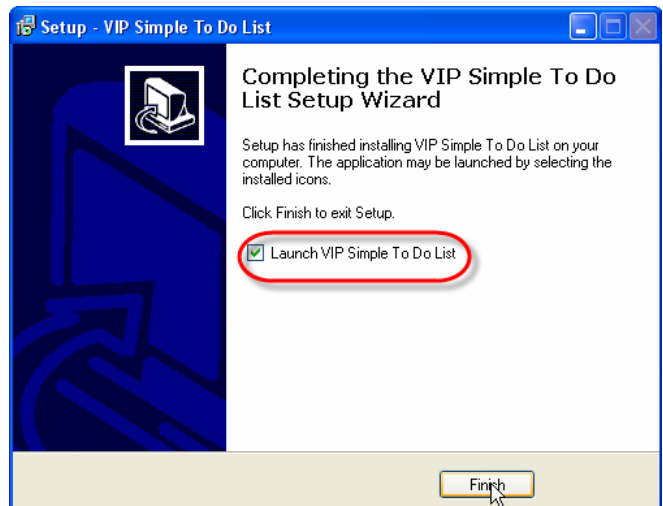 Setup - VIP Simple To Do List
Completing the VIP Simple To Do
List Setup Wizard
Setup has finished installing VIP Simple To Do List on your
computer. The application may be launched by selecting the
installed icons.
Click Finish to exit Setup.
Launch VIP Simple To Do List
Finish